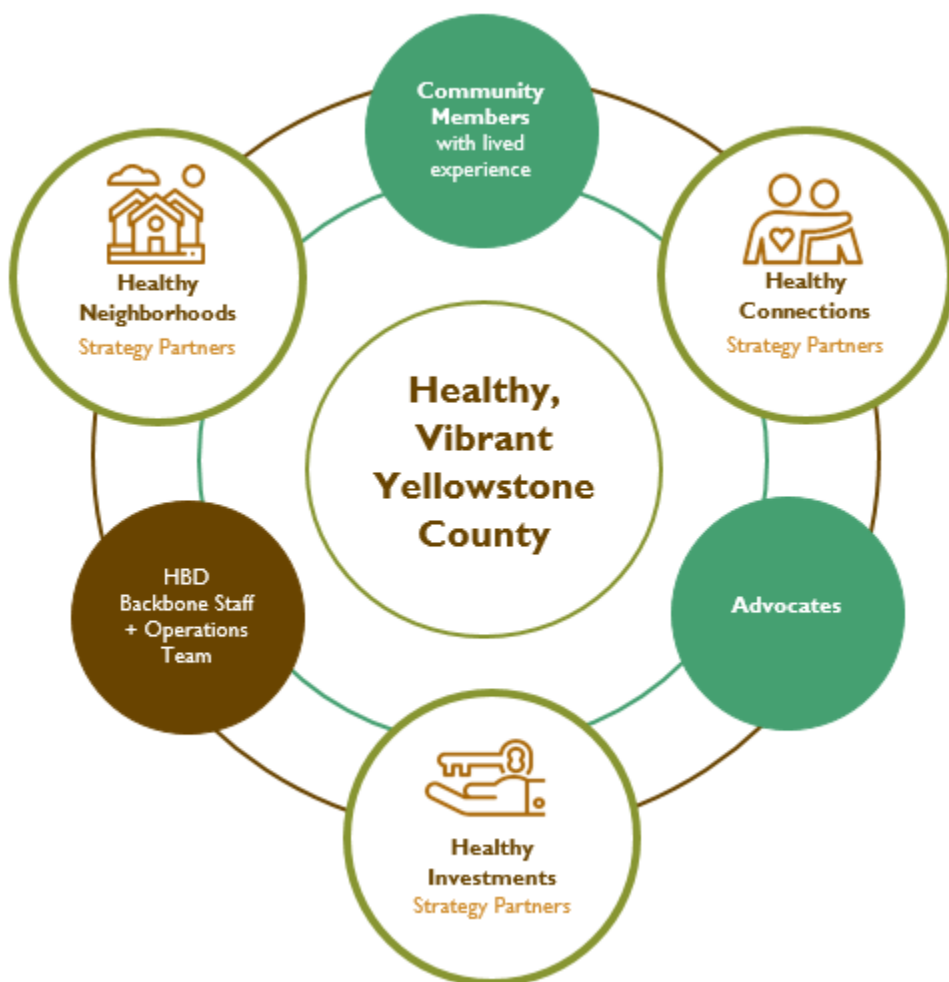 Community
Members
with lived
experience
Healthy
Neighborhoods
Strategy Partners
Healthy
Connections
Strategy Partners
Healthy,
Vibrant
Yellowstone
County
HBD
Backbone Staff
+ Operations
Team
Advocates
Healthy
Investments
Strategy Partners